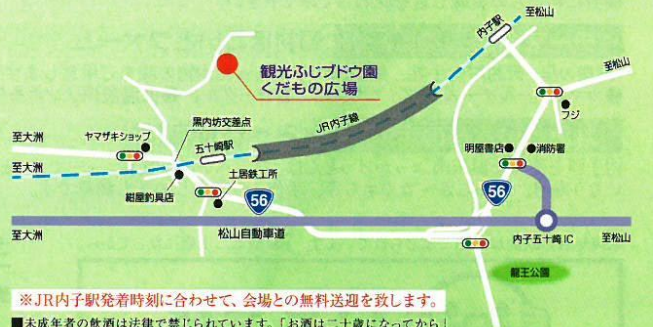 内子駅
至松山
観光ふじブドウ園
くだもの広場
至松山
フジ
JR内子線
黒内坊交差点
ヤマザキショップ
至大洲
五十崎駅
明屋書店
消防署
至大洲
土居鉄工所
紺屋釣具店
56
56
至大洲
松山自動車道
内子五十崎IC
至松山
龍王公園
※JR内子駅発着時刻に合わせて、会場との無料送迎を致します。
■未成年者の飲酒は法律で禁じられています。「お酒は二十歳になってから」